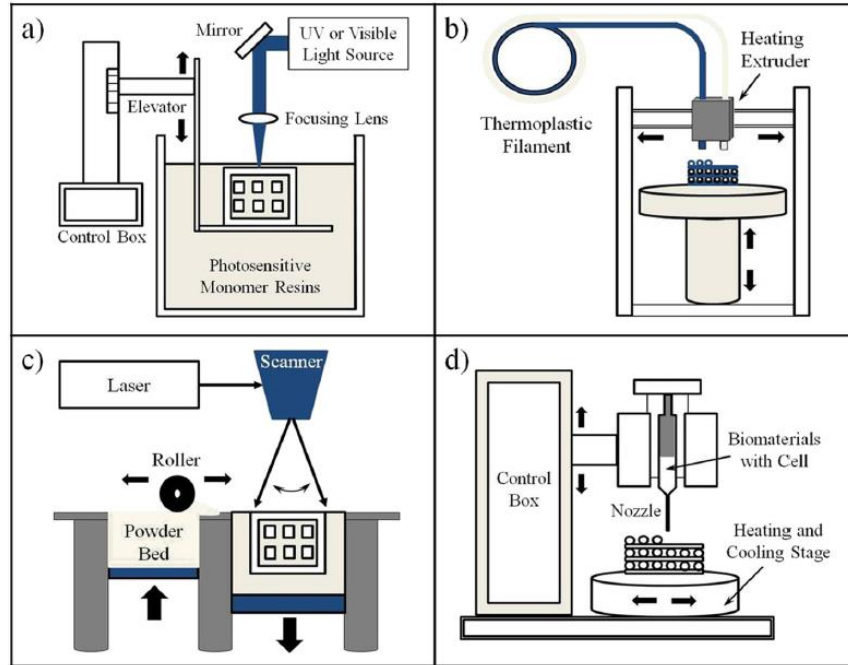 a)
Mirror
UV or Visible
Light Source
Elevator
Focusing Lens
Control Box
Photosensitive
Monomer Resins
b)
Heating
Extruder
Thermoplastic
Filament
c)
Scanner
Laser
Roller
Powder
Bed
d)
Control
Box
Biomaterials
with Cell
Nozzle
Heating and
Cooling Stage